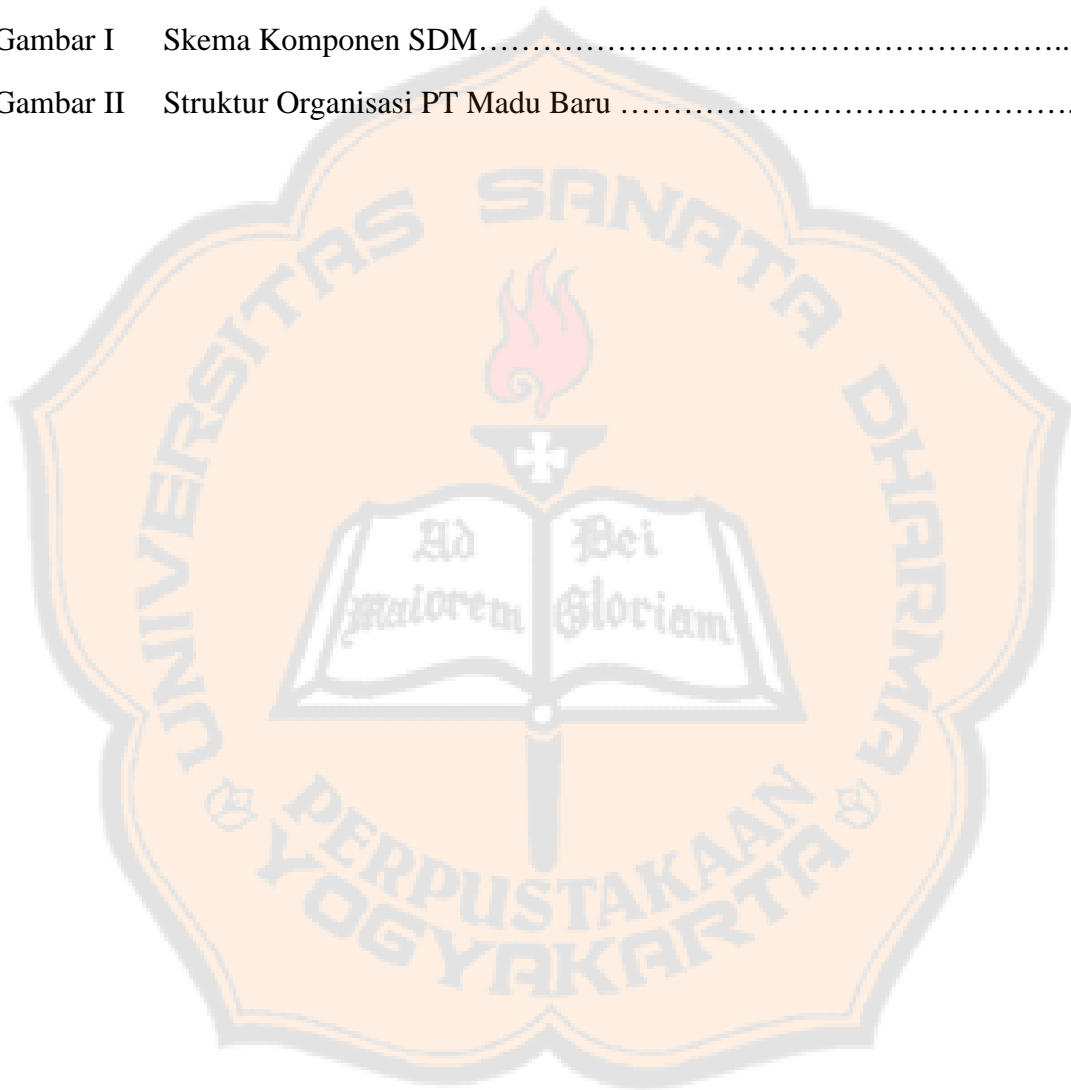 Gambar I Skema Komponen SDM…………………………………………………..
Gambar II Struktur Organisasi PT Madu Baru ……………………………………….
UNIVERSITAS SANATA DHARMA
Ad Dei
Maiorem Gloriam
PERPUSTAKAAN
YOGYAKARTA